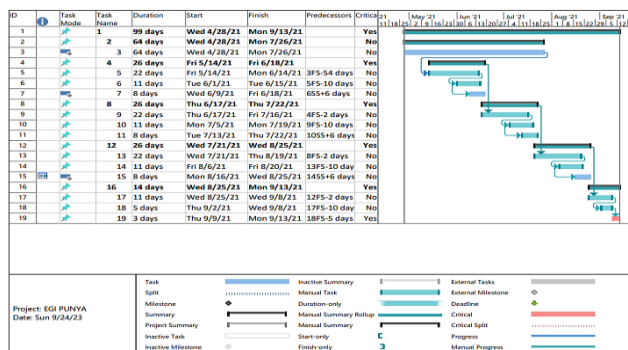 ID Task Mode Task Name Duration Start Finish Predecessors Critical 21 May '21 Jun '21 Jul '21 Aug '21 Sep '21
1 1 99 days Wed 4/28/21 Mon 9/13/21 Yes
2 2 64 days Wed 4/28/21 Mon 7/26/21 No
3 3 64 days Wed 4/28/21 Mon 7/26/21 No
4 4 26 days Fri 5/14/21 Fri 6/18/21 Yes
5 5 22 days Fri 5/14/21 Mon 6/14/21 3FS-54 days No
6 6 11 days Tue 6/1/21 Tue 6/15/21 5FS-10 days No
7 7 8 days Wed 6/9/21 Fri 6/18/21 6SS+6 days No
8 8 26 days Thu 6/17/21 Thu 7/22/21 Yes
9 9 22 days Thu 6/17/21 Fri 7/16/21 4FS-2 days No
10 10 11 days Mon 7/5/21 Mon 7/19/21 9FS-10 days No
11 11 8 days Tue 7/13/21 Thu 7/22/21 10SS+6 days No
12 12 26 days Wed 7/21/21 Wed 8/25/21 Yes
13 13 22 days Wed 7/21/21 Thu 8/19/21 8FS-2 days No
14 14 11 days Fri 8/6/21 Fri 8/20/21 13FS-10 days No
15 15 8 days Mon 8/16/21 Wed 8/25/21 14SS+6 days No
16 16 14 days Wed 8/25/21 Mon 9/13/21 Yes
17 17 11 days Wed 8/25/21 Wed 9/8/21 12FS-2 days No
18 18 5 days Thu 9/2/21 Wed 9/8/21 17FS-10 days No
19 19 3 days Thu 9/9/21 Mon 9/13/21 18FS-5 days Yes
Project: EGI PUNYA
Date: Sun 9/24/23
Task Inactive Summary External Tasks
Split Manual Task External Milestone
Milestone Duration-only Deadline
Summary Manual Summary Rollup Critical
Project Summary Manual Summary Critical Split
Inactive Task Start-only Progress
Inactive Milestone Finish-only Manual Progress